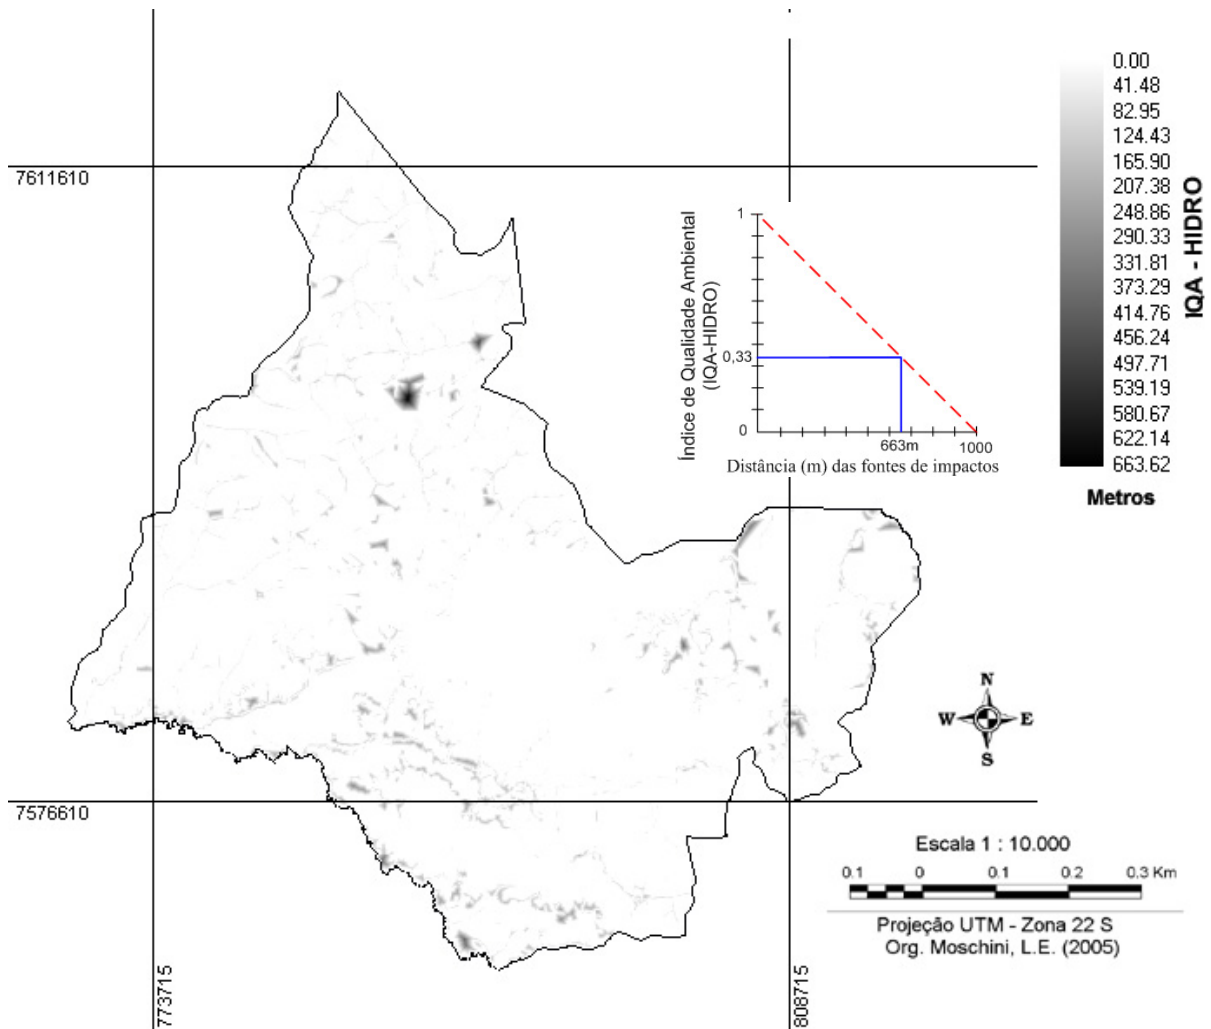 7611610
7576610
773715
808715
Índice de Qualidade Ambiental
(IQA-HIDRO)
1
0,33
0
663m
1000
Distância (m) das fontes de impactos
0.00
41.48
82.95
124.43
165.90
207.38
248.86
290.33
331.81
373.29
414.76
456.24
497.71
539.19
580.67
622.14
663.62
IQA - HIDRO
Metros
N
W
E
S
Escala 1 : 10.000
0.1 0 0.1 0.2 0.3 Km
Projeção UTM - Zona 22 S
Org. Moschini, L.E. (2005)